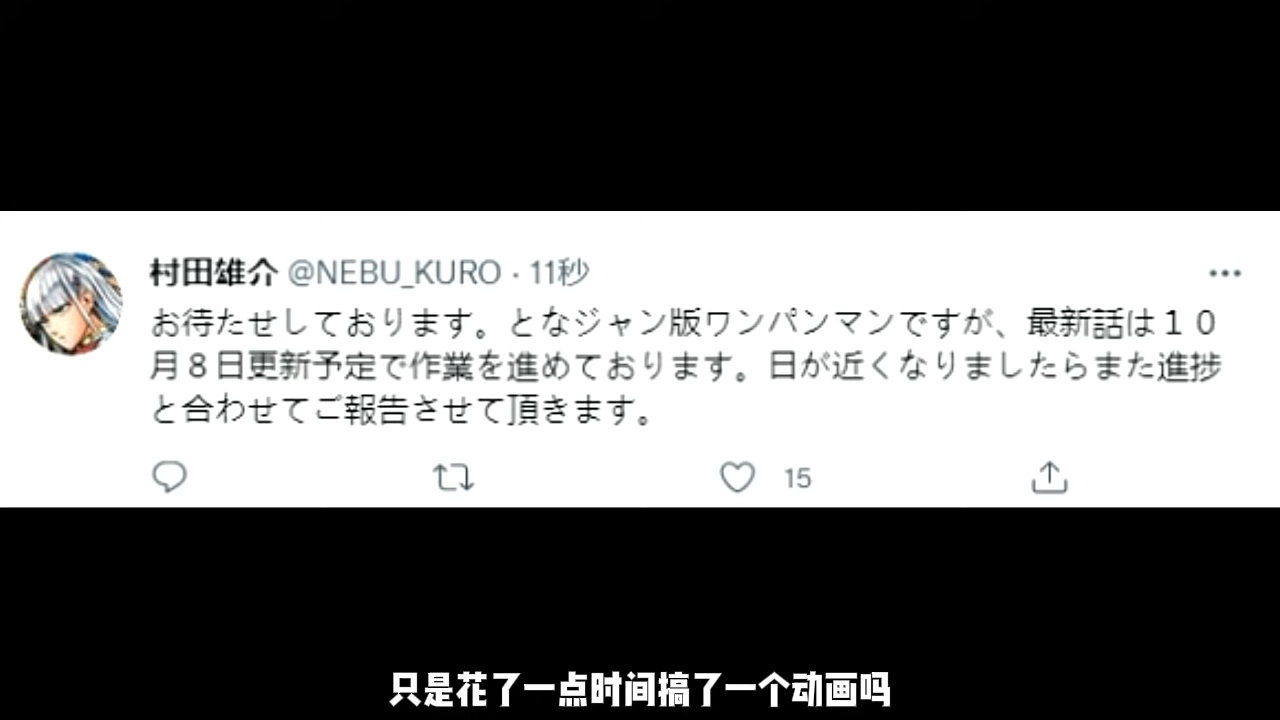 村田雄介 @NEBU_KURO · 11秒
お待たせしております。となジャン版ワンパンマンですが、最新話は１０
月８日更新予定で作業を進めております。日が近くなりましたらまた進捗
と合わせてご報告させて頂きます。
15
只是花了一点时间搞了一个动画吗